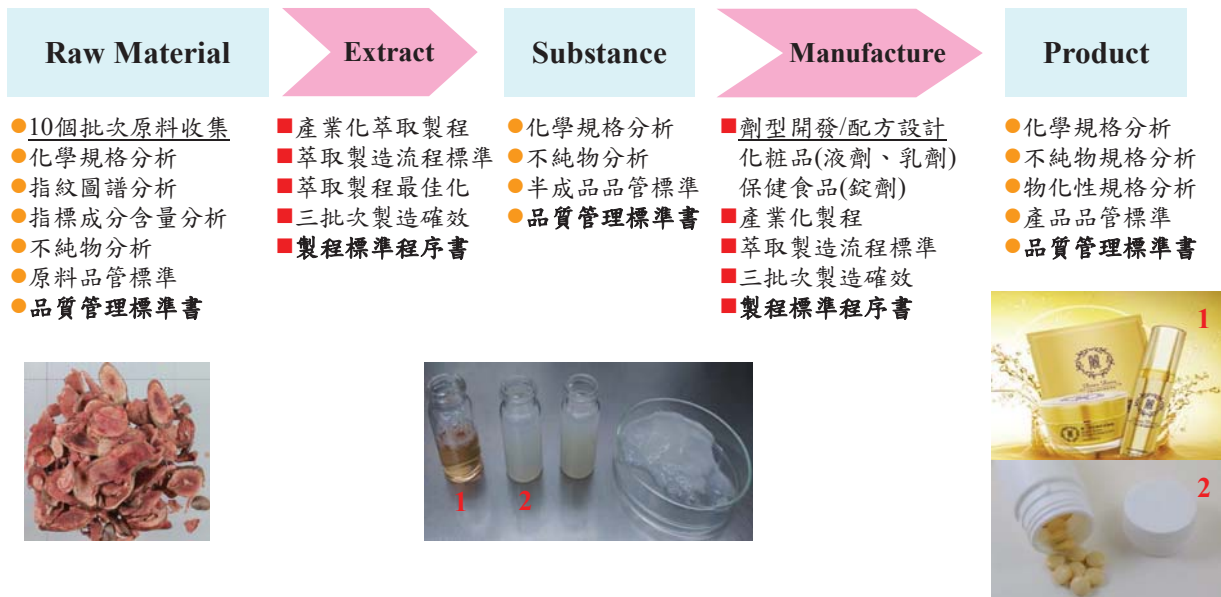 Raw Material
Extract
Substance
Manufacture
Product
●10個批次原料收集
●化學規格分析
●指紋圖譜分析
●指標成分含量分析
●不純物分析
●原料品管標準
●品質管理標準書
■產業化萃取製程
■萃取製造流程標準
■萃取製程最佳化
■三批次製造確效
■製程標準程序書
●化學規格分析
●不純物分析
●半成品品管標準
●品質管理標準書
■劑型開發/配方設計
化粧品(液劑、乳劑)
保健食品(錠劑)
■產業化製程
■萃取製造流程標準
■三批次製造確效
■製程標準程序書
●化學規格分析
●不純物規格分析
●物化性規格分析
●產品品管標準
●品質管理標準書
1
2
1
2